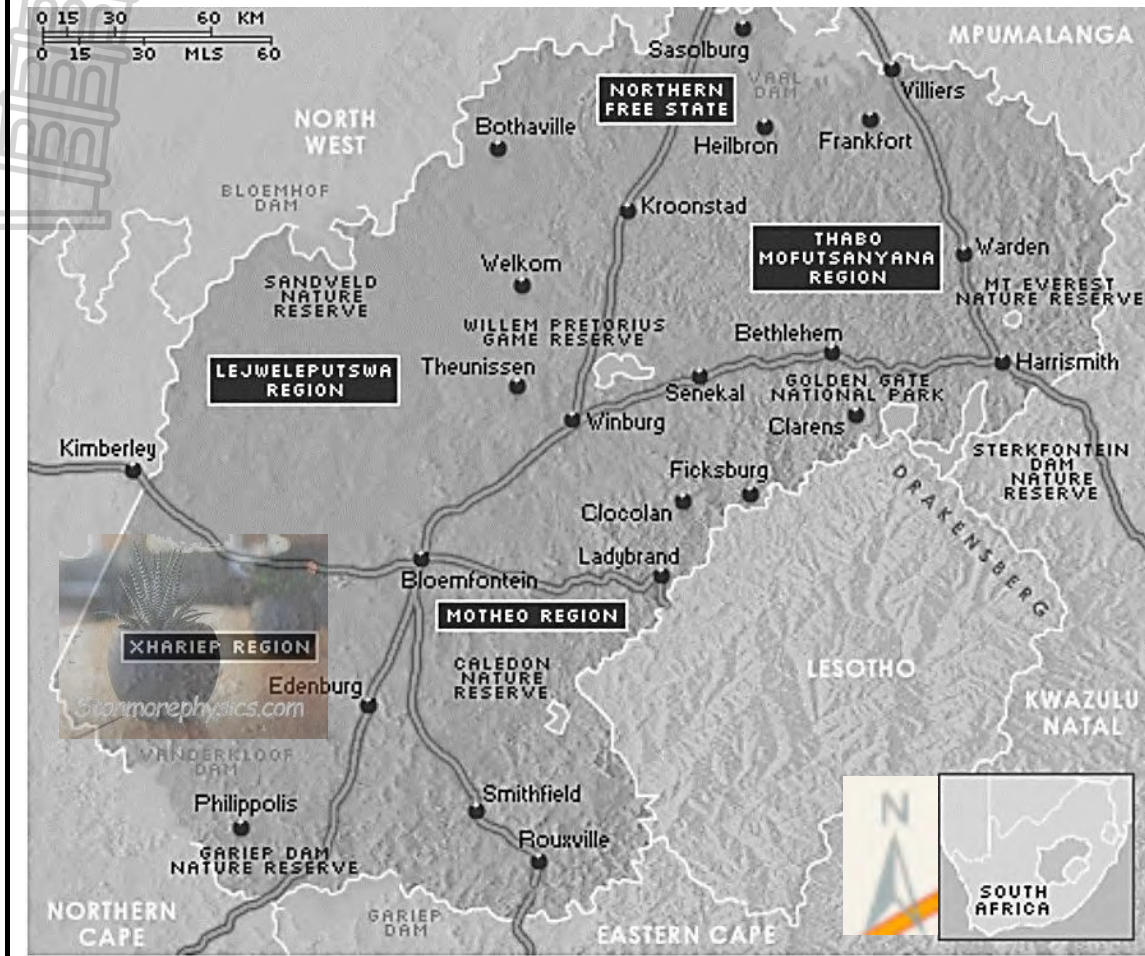 0 15 30 60 KM
0 15 30 MLS 60
MPUMALANGA
Sasolburg
VAAL
DAM
NORTHERN
FREE STATE
Villiers
NORTH
WEST
Bothaville
Heilbron
Frankfort
BLOEMHOF
DAM
Kroonstad
THABO
MOFUTSANYANA
REGION
Warden
Welkom
SANDVELD
NATURE
RESERVE
MT EVEREST
NATURE RESERVE
WILLEM PRETORIUS
GAME RESERVE
Bethlehem
LEJWELEPUTSWA
REGION
Theunissen
Harrismith
Senekal
GOLDEN GATE
NATIONAL PARK
Winburg
Clarens
Kimberley
STERKFONTEIN
DAM
NATURE
RESERVE
Ficksburg
DRAKENSBERG
Clocolan
Ladybrand
Bloemfontein
MOTHEO REGION
XHARIEP REGION
CALEDON
NATURE
RESERVE
LESOTHO
Edenburg
Stanmorephysics.com
KWAZULU
NATAL
VANDERKLOOF
DAM
Philippolis
Smithfield
N
Rouxville
GARIEP DAM
NATURE RESERVE
SOUTH
AFRICA
NORTHERN
CAPE
GARIEP
DAM
EASTERN CAPE